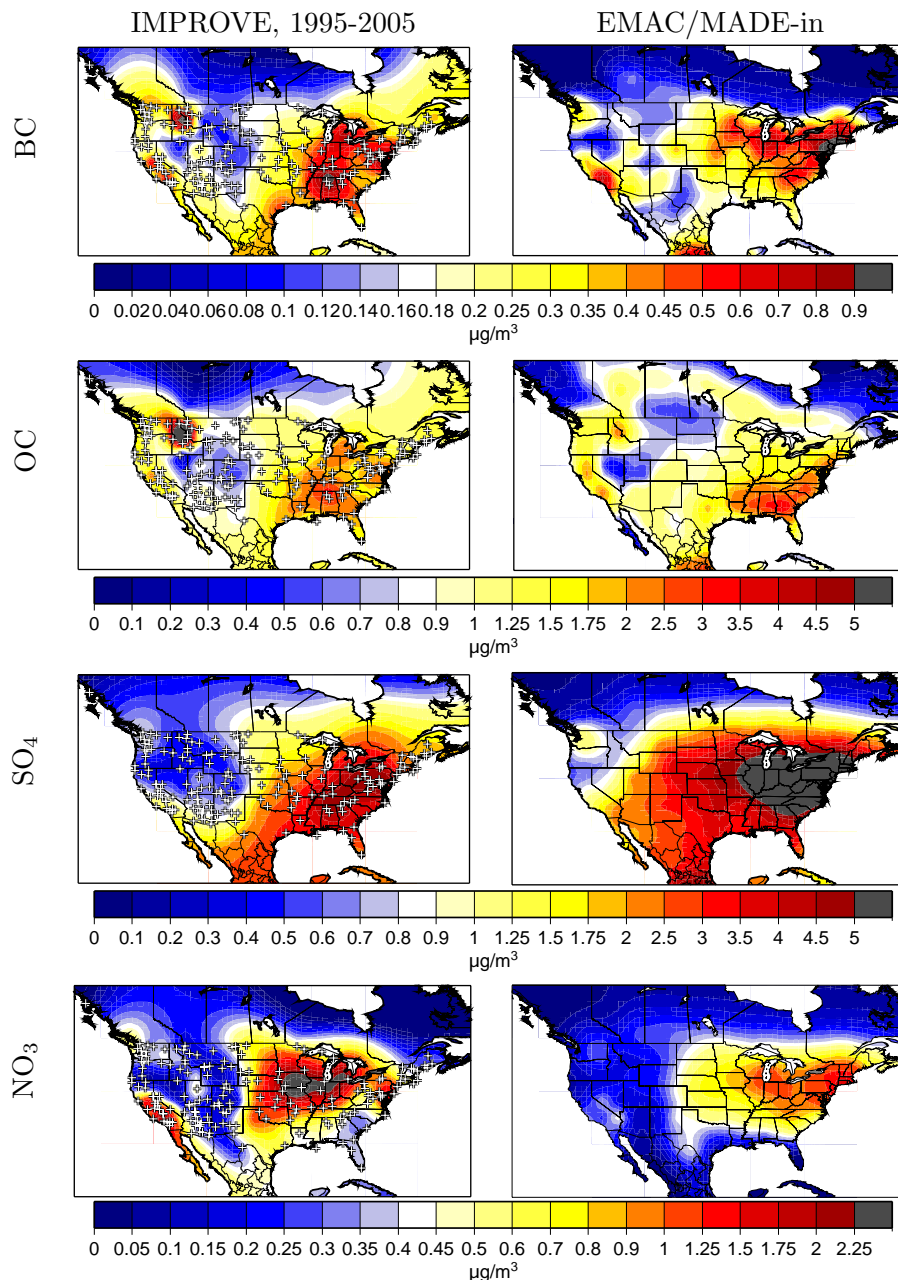 IMPROVE, 1995-2005 EMAC/MADE-in
BC
0 0.02 0.04 0.06 0.08 0.1 0.12 0.14 0.16 0.18 0.2 0.25 0.3 0.35 0.4 0.45 0.5 0.6 0.7 0.8 0.9
µg/m³
OC
0 0.1 0.2 0.3 0.4 0.5 0.6 0.7 0.8 0.9 1 1.25 1.5 1.75 2 2.5 3 3.5 4 4.5 5
µg/m³
SO₄
0 0.1 0.2 0.3 0.4 0.5 0.6 0.7 0.8 0.9 1 1.25 1.5 1.75 2 2.5 3 3.5 4 4.5 5
µg/m³
NO₃
0 0.05 0.1 0.15 0.2 0.25 0.3 0.35 0.4 0.45 0.5 0.6 0.7 0.8 0.9 1 1.25 1.5 1.75 2 2.25
µg/m³